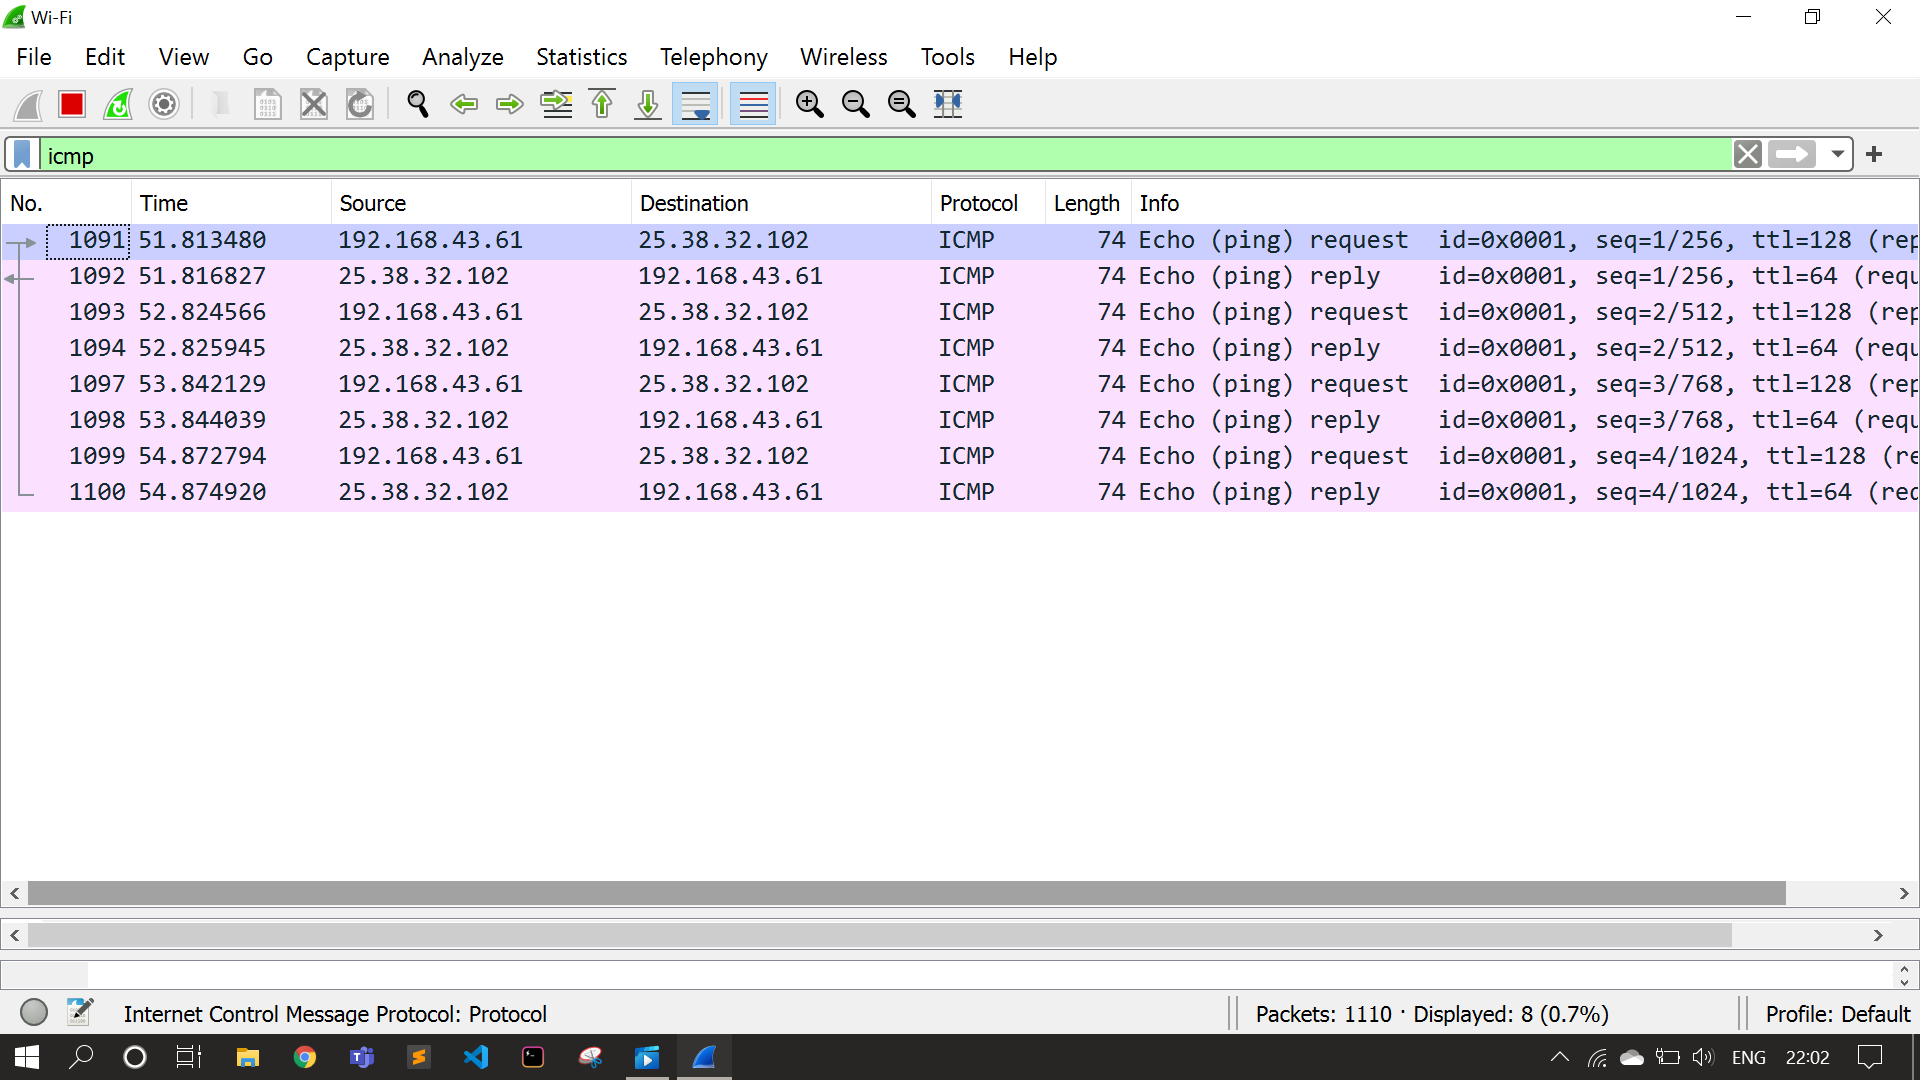 Wi-Fi
File Edit View Go Capture Analyze Statistics Telephony Wireless Tools Help
icmp
No. Time Source Destination Protocol Length Info
1091 51.813480 192.168.43.61 25.38.32.102 ICMP 74 Echo (ping) request id=0x0001, seq=1/256, ttl=128 (rep
1092 51.816827 25.38.32.102 192.168.43.61 ICMP 74 Echo (ping) reply id=0x0001, seq=1/256, ttl=64 (requ
1093 52.824566 192.168.43.61 25.38.32.102 ICMP 74 Echo (ping) request id=0x0001, seq=2/512, ttl=128 (rep
1094 52.825945 25.38.32.102 192.168.43.61 ICMP 74 Echo (ping) reply id=0x0001, seq=2/512, ttl=64 (requ
1097 53.842129 192.168.43.61 25.38.32.102 ICMP 74 Echo (ping) request id=0x0001, seq=3/768, ttl=128 (rep
1098 53.844039 25.38.32.102 192.168.43.61 ICMP 74 Echo (ping) reply id=0x0001, seq=3/768, ttl=64 (requ
1099 54.872794 192.168.43.61 25.38.32.102 ICMP 74 Echo (ping) request id=0x0001, seq=4/1024, ttl=128 (re
1100 54.874920 25.38.32.102 192.168.43.61 ICMP 74 Echo (ping) reply id=0x0001, seq=4/1024, ttl=64 (req
Internet Control Message Protocol: Protocol Packets: 1110 · Displayed: 8 (0.7%) Profile: Default
ENG 22:02